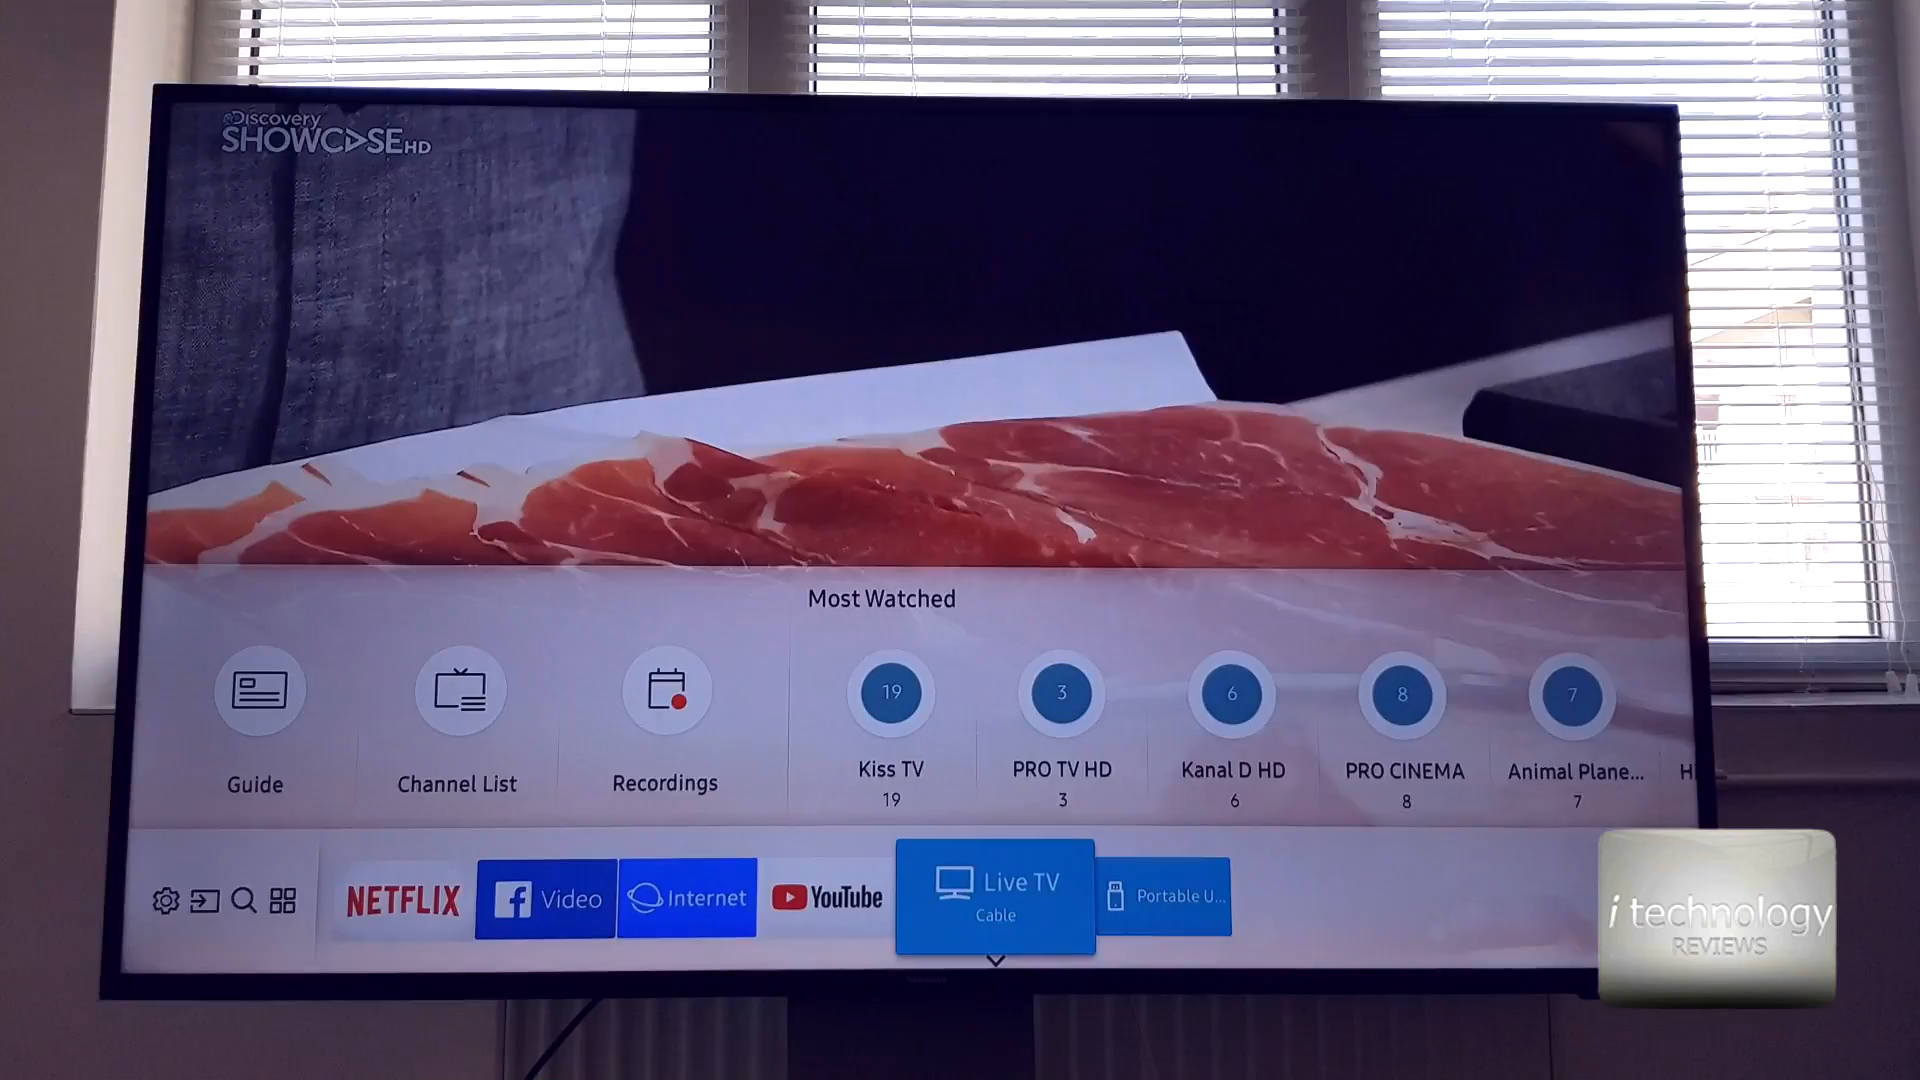 Discovery
SHOWCASE HD
Most Watched
19
3
6
8
7
Guide
Channel List
Recordings
Kiss TV
PRO TV HD
Kanal D HD
PRO CINEMA
Animal Plane...
19
3
6
8
7
NETFLIX
f Video
Internet
YouTube
Live TV
Cable
Portable U...
i technology
REVIEWS